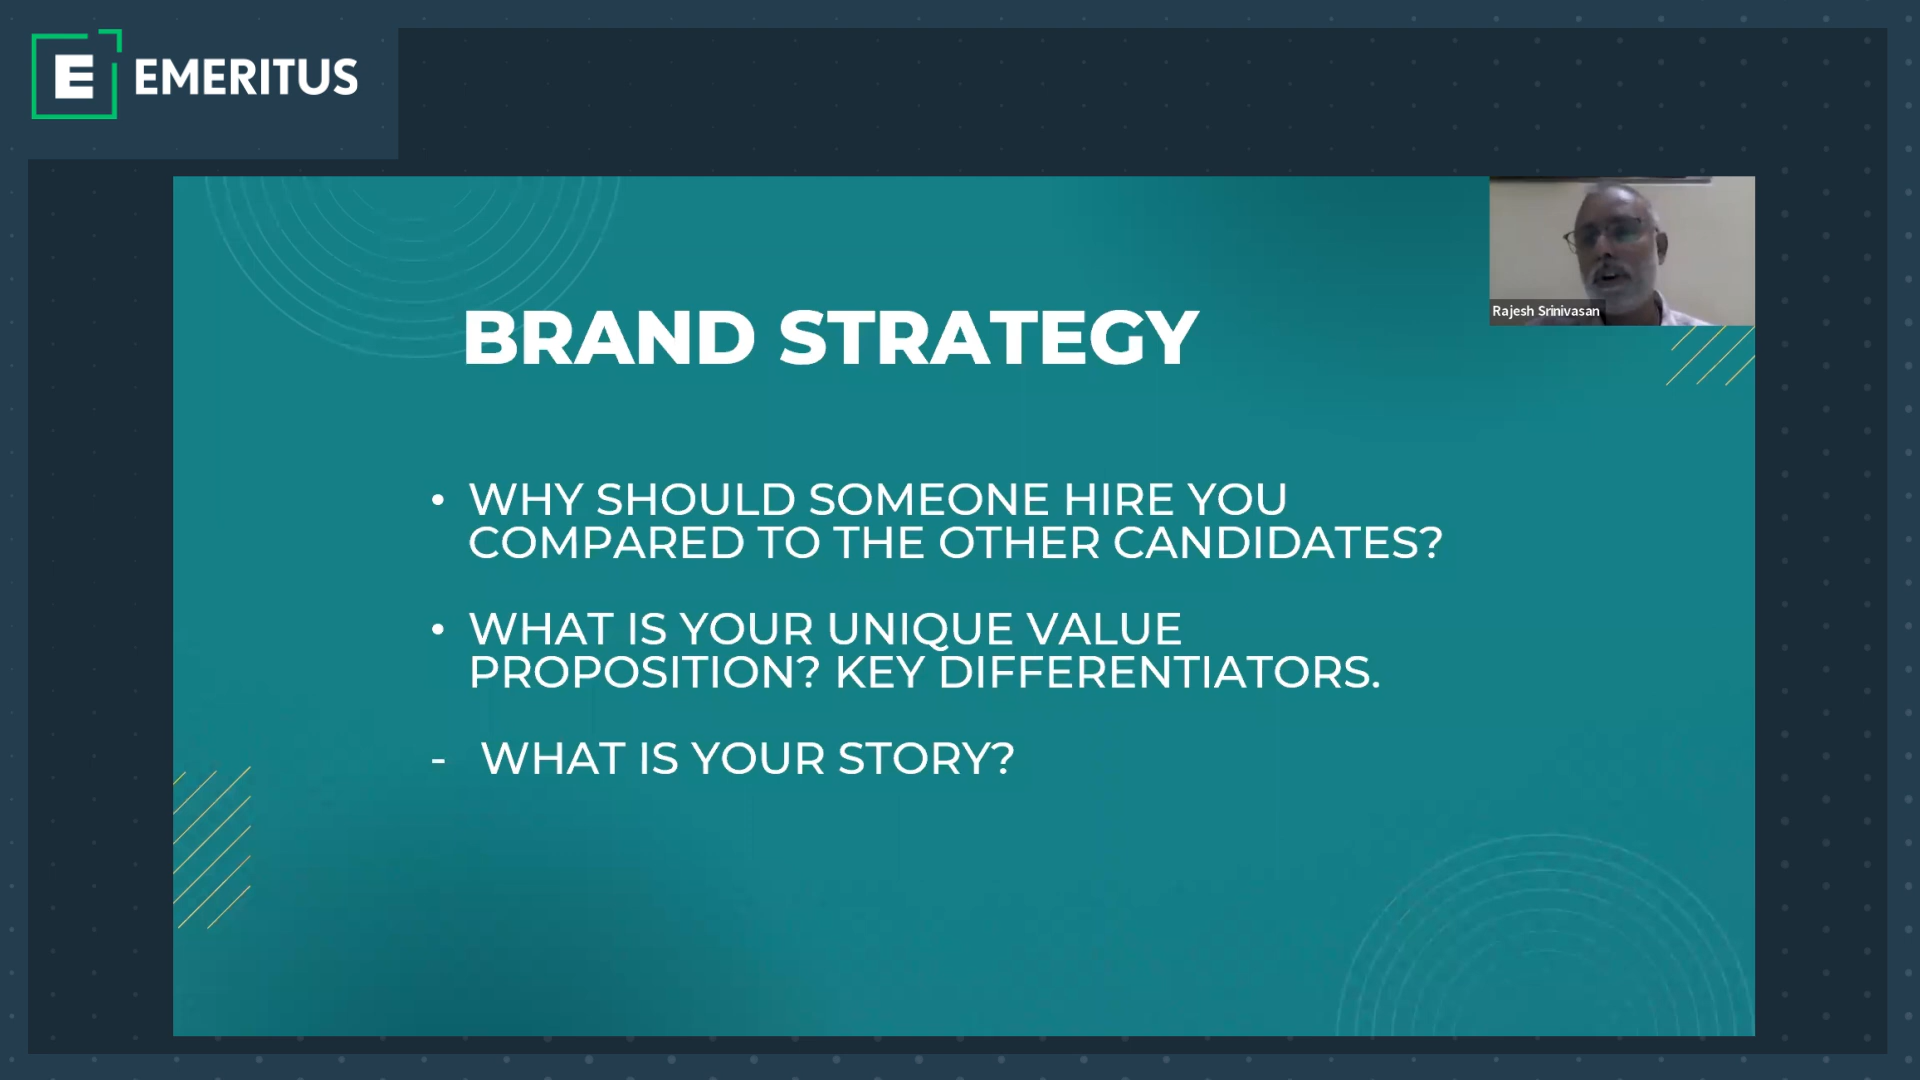 E EMERITUS
Rajesh Srinivasan
BRAND STRATEGY
• WHY SHOULD SOMEONE HIRE YOU
COMPARED TO THE OTHER CANDIDATES?
• WHAT IS YOUR UNIQUE VALUE
PROPOSITION? KEY DIFFERENTIATORS.
- WHAT IS YOUR STORY?